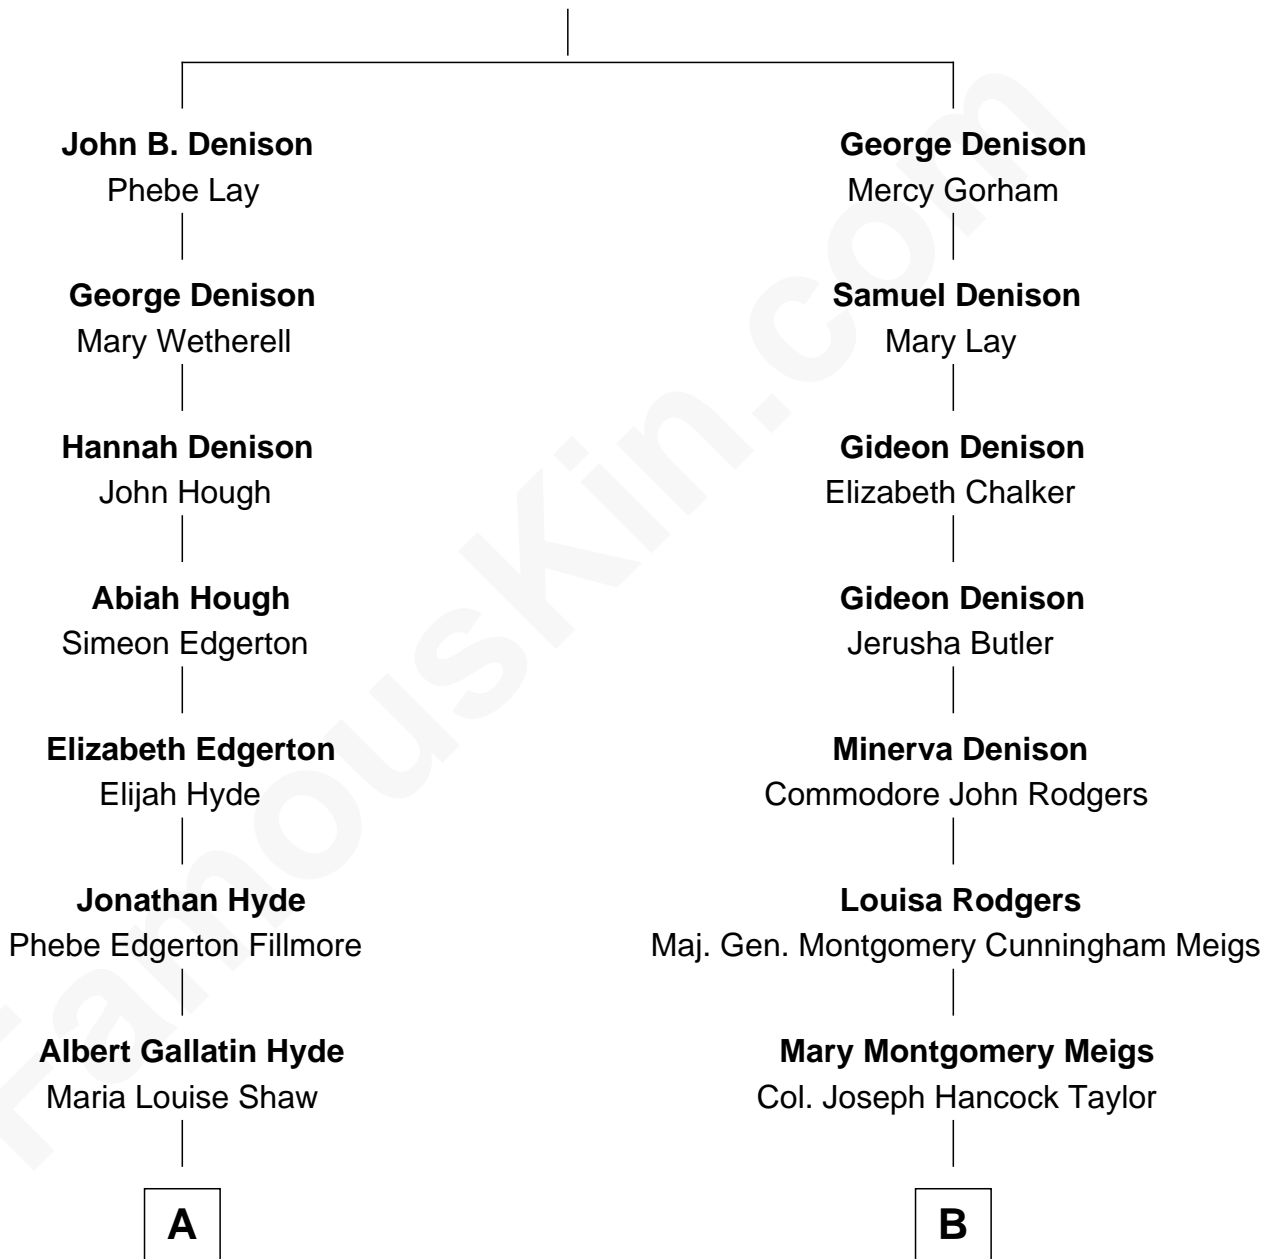 John B. Denison
Phebe Lay
George Denison
Mary Wetherell
Hannah Denison
John Hough
Abiah Hough
Simeon Edgerton
Elizabeth Edgerton
Elijah Hyde
Jonathan Hyde
Phebe Edgerton Fillmore
Albert Gallatin Hyde
Maria Louise Shaw
A
George Denison
Mercy Gorham
Samuel Denison
Mary Lay
Gideon Denison
Elizabeth Chalker
Gideon Denison
Jerusha Butler
Minerva Denison
Commodore John Rodgers
Louisa Rodgers
Maj. Gen. Montgomery Cunningham Meigs
Mary Montgomery Meigs
Col. Joseph Hancock Taylor
B
FamousKin.com